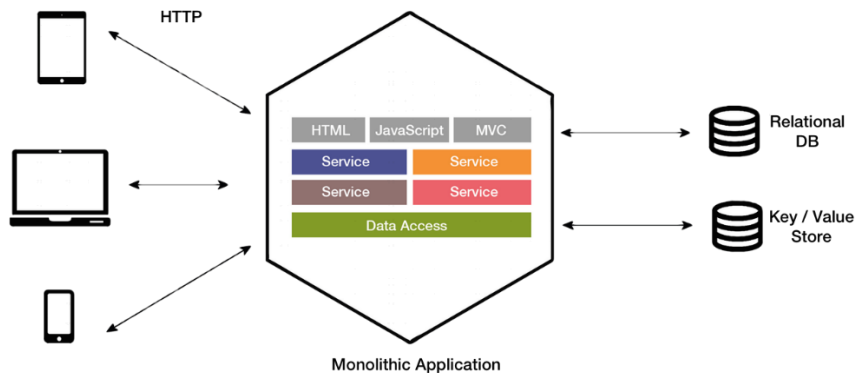 HTTP
HTML JavaScript MVC
Service Service
Service Service
Data Access
Relational
DB
Key / Value
Store
Monolithic Application